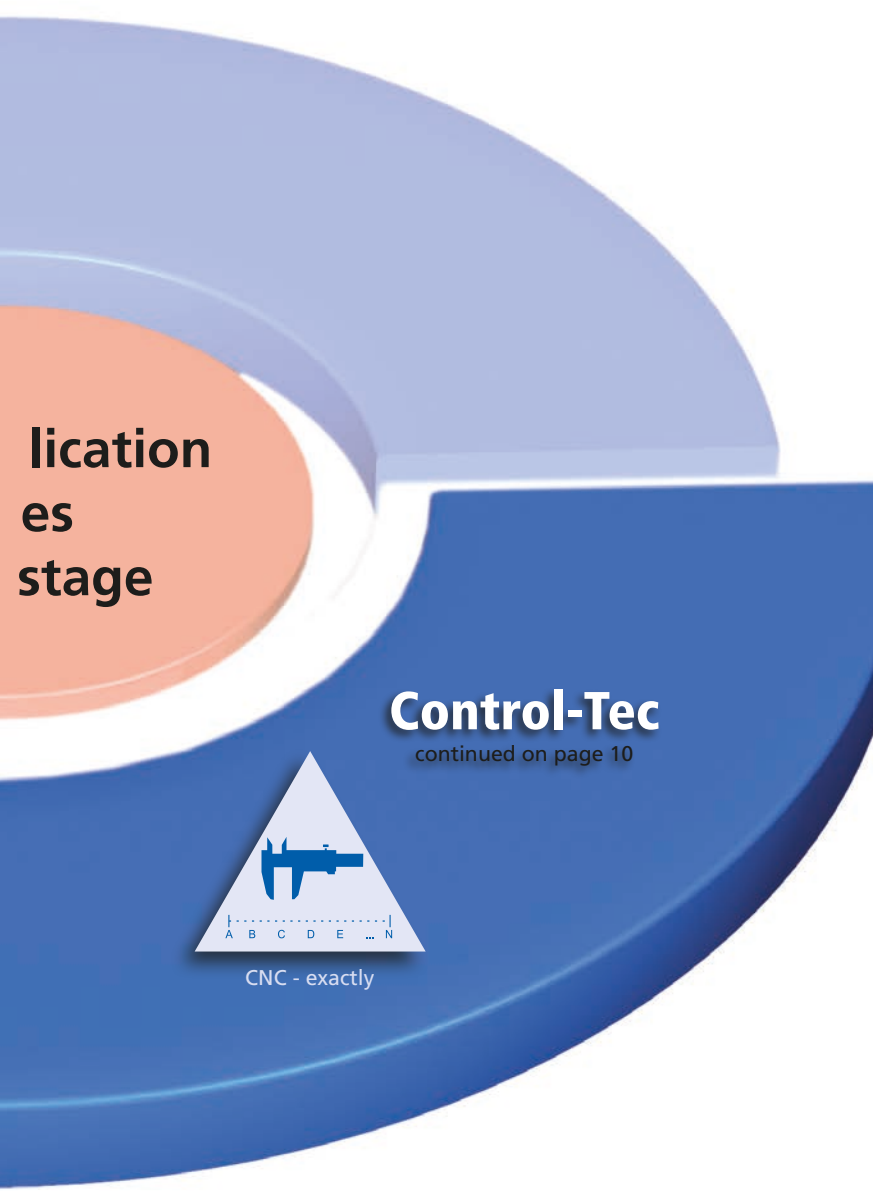 lication
es
stage
Control-Tec
continued on page 10
A B C D E ... N
CNC - exactly